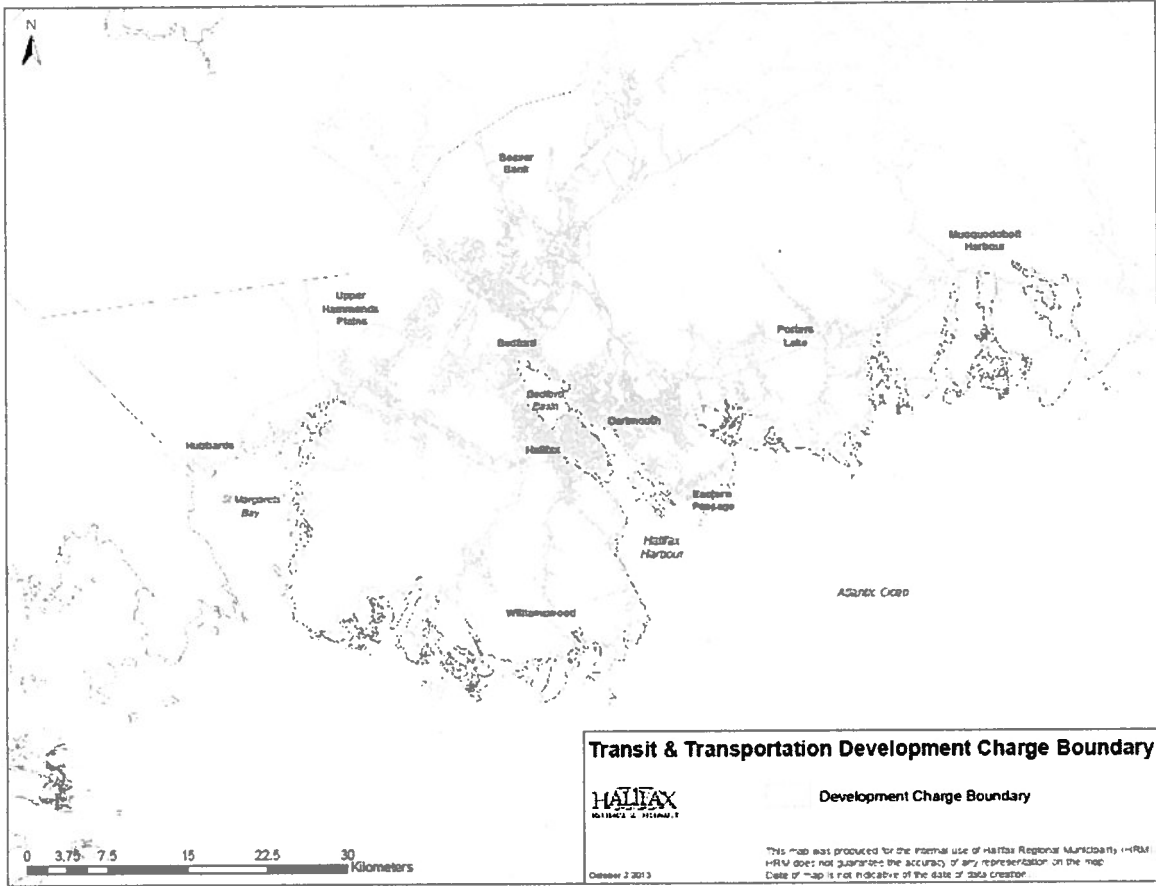 N
Beaver
Bank
Musquodoboit
Harbour
Upper
Hammonds
Plains
Porters
Lake
Bedford
Bedford
Basin
Dartmouth
Hubbards
Halifax
St Margarets
Bay
Eastern
Passage
Halifax
Harbour
Atlantic Ocean
Williamswood
Transit & Transportation Development Charge Boundary
HALIFAX
Development Charge Boundary
This map was produced for the internal use of Halifax Regional Municipality (HRM).
HRM does not guarantee the accuracy of any representation on the map.
Date of map is not indicative of the date of data creation.
October 2 2013
0 3.75 7.5 15 22.5 30
Kilometers